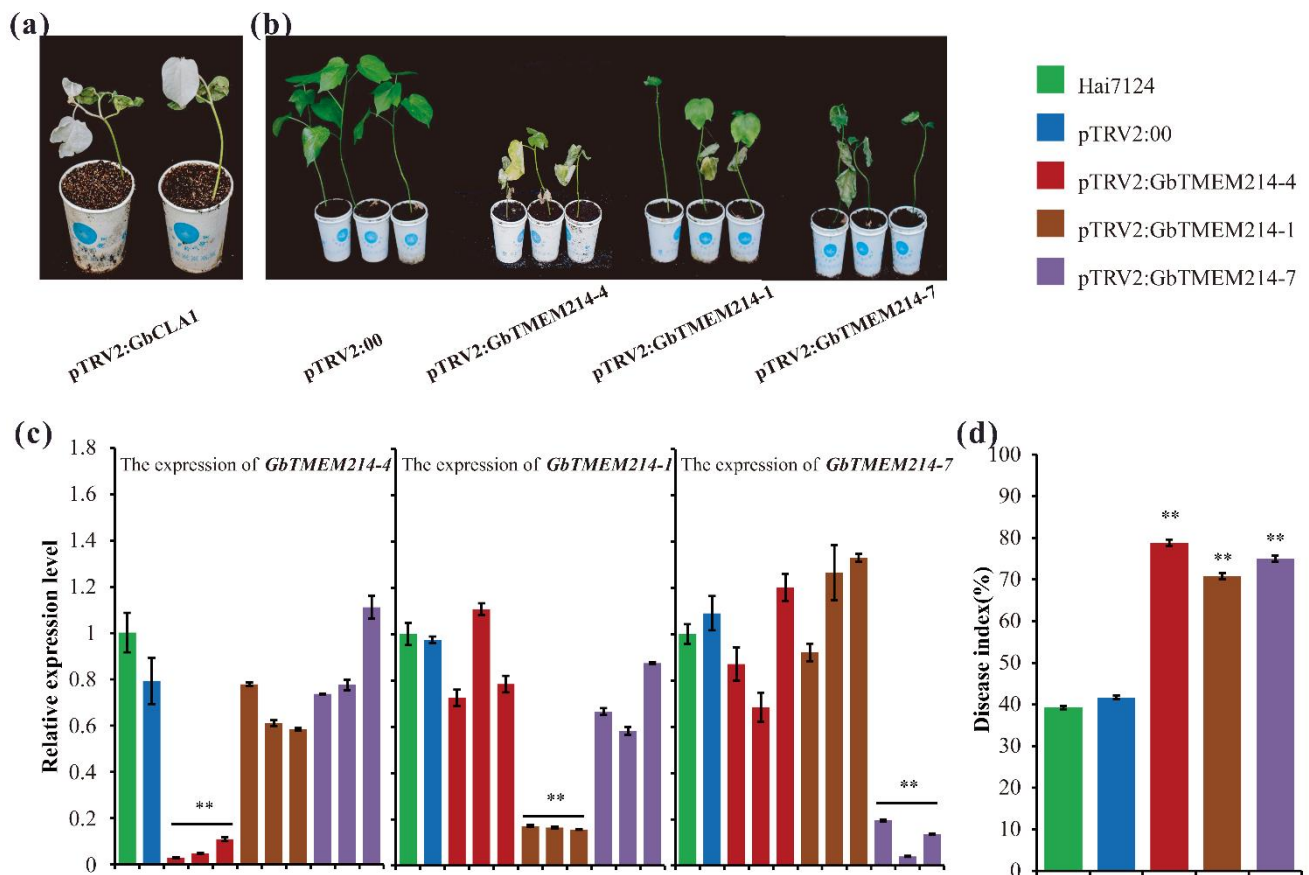 (a)
(b)
pTRV2:GbCLA1
pTRV2:00
pTRV2:GbTMEM214-4
pTRV2:GbTMEM214-1
pTRV2:GbTMEM214-7
Hai7124
pTRV2:00
pTRV2:GbTMEM214-4
pTRV2:GbTMEM214-1
pTRV2:GbTMEM214-7
(c)
Relative expression level
1.8
1.6
1.4
1.2
1
0.8
0.6
0.4
0.2
0
The expression of GbTMEM214-4
**
The expression of GbTMEM214-1
**
The expression of GbTMEM214-7
**
(d)
Disease index(%)
100
90
80
70
60
50
40
30
20
10
0
**
**
**